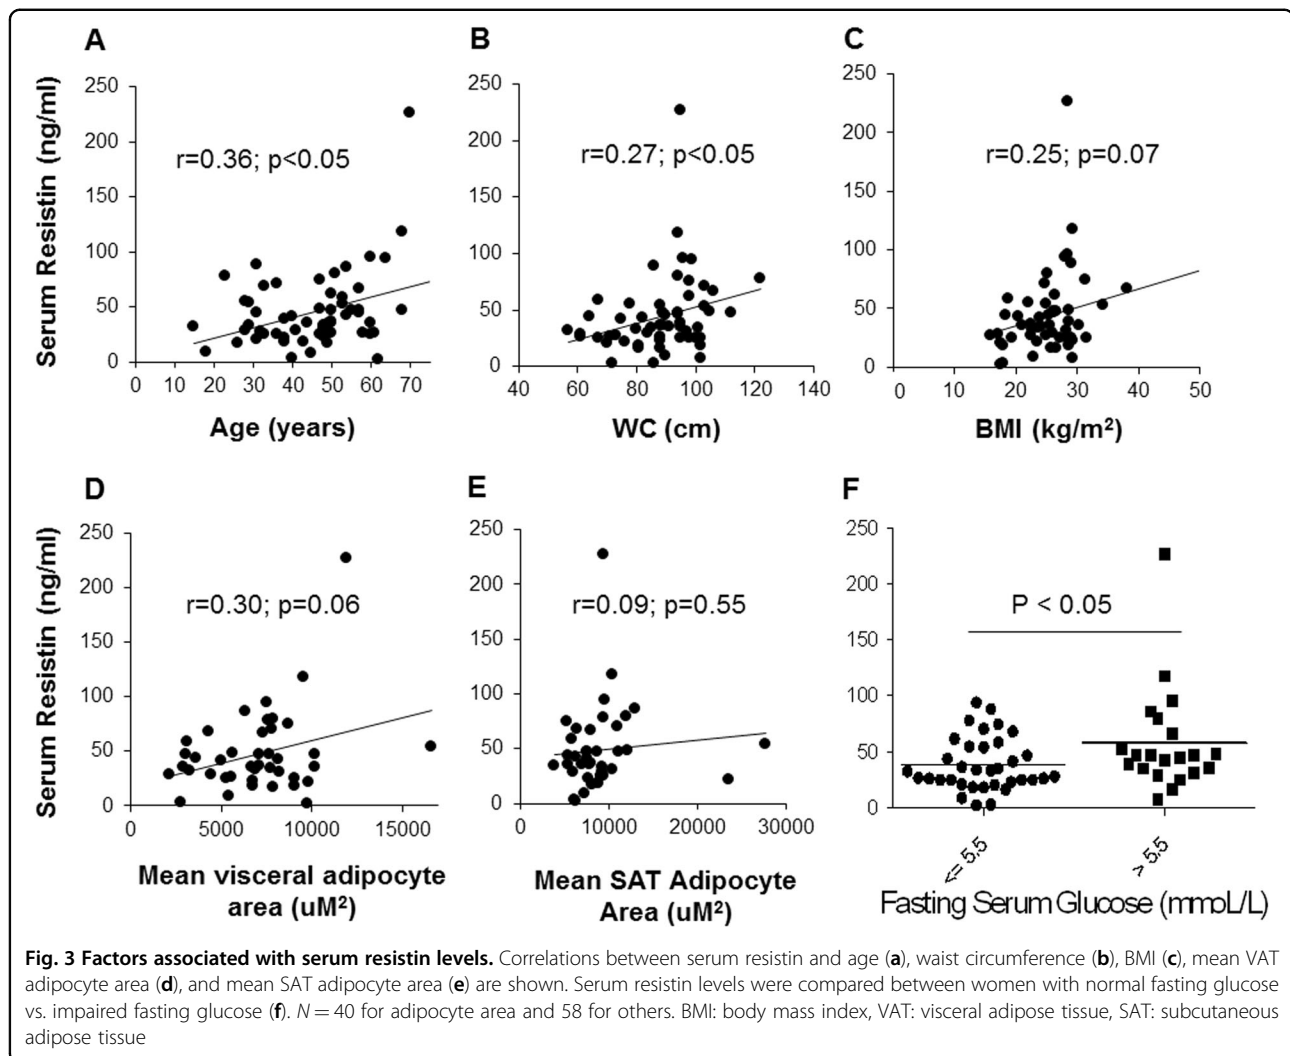 A
B
C
Serum Resistin (ng/ml)
250
200
150
100
50
0
r=0.36; p<0.05
0 10 20 30 40 50 60 70
Age (years)
250
200
150
100
50
0
r=0.27; p<0.05
40 60 80 100 120 140
WC (cm)
250
200
150
100
50
0
r=0.25; p=0.07
0 10 20 30 40 50
BMI (kg/m²)
D
E
F
Serum Resistin (ng/ml)
250
200
150
100
50
0
r=0.30; p=0.06
0 5000 10000 15000
Mean visceral adipocyte
area (uM²)
250
200
150
100
50
0
r=0.09; p=0.55
0 10000 20000 30000
Mean SAT Adipocyte
Area (uM²)
250
200
150
100
50
0
P < 0.05
<= 5.5
> 5.5
Fasting Serum Glucose (mmoL/L)
Fig. 3 Factors associated with serum resistin levels. Correlations between serum resistin and age (a), waist circumference (b), BMI (c), mean VAT
adipocyte area (d), and mean SAT adipocyte area (e) are shown. Serum resistin levels were compared between women with normal fasting glucose
vs. impaired fasting glucose (f). N = 40 for adipocyte area and 58 for others. BMI: body mass index, VAT: visceral adipose tissue, SAT: subcutaneous
adipose tissue